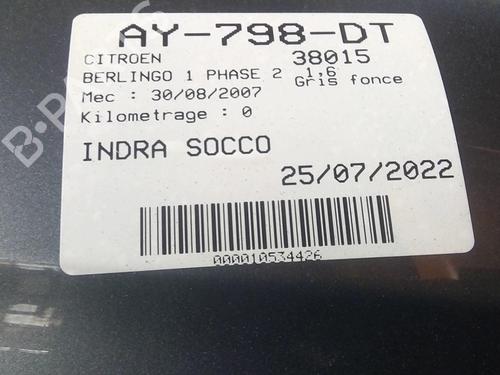 AY-798-DT
CITROEN 38015
BERLINGO 1 PHASE 2 1,6
Gris fonce
Mec : 30/08/2007
Kilometrage : 0
INDRA SOCCO
25/07/2022
000010534426
B-PARTS